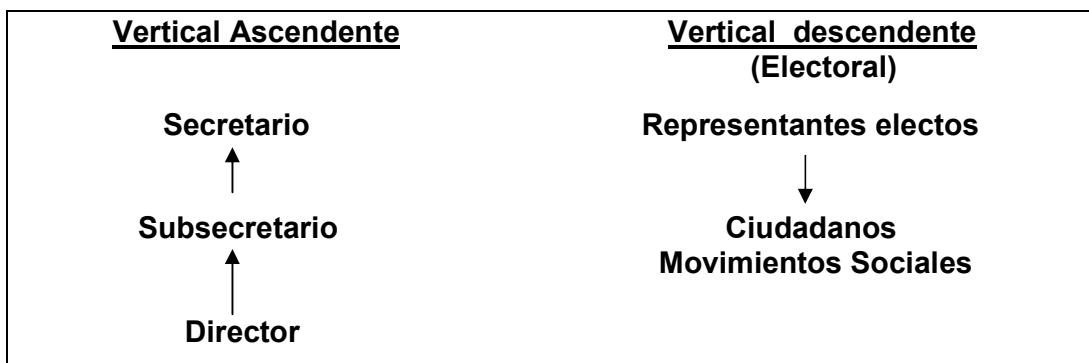 Vertical Ascendente
Secretario
Subsecretario
Director
Vertical descendente
(Electoral)
Representantes electos
Ciudadanos
Movimientos Sociales